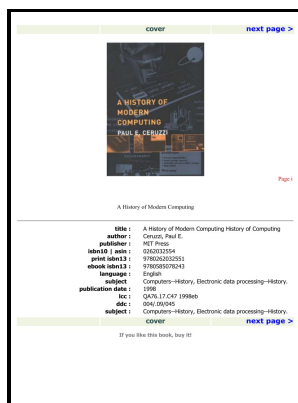 cover next page >
A HISTORY OF
MODERN
COMPUTING
PAUL E. CERUZZI
Page i
A History of Modern Computing
title : A History of Modern Computing History of Computing
author : Ceruzzi, Paul E.
publisher : MIT Press
isbn10 | asin : 0262032554
print isbn13 : 9780262032551
ebook isbn13 : 9780585078243
language : English
subject Computers--History, Electronic data processing--History.
publication date : 1998
lcc : QA76.17.C47 1998eb
ddc : 004/.09/045
subject : Computers--History, Electronic data processing--History.
cover next page >
If you like this book, buy it!